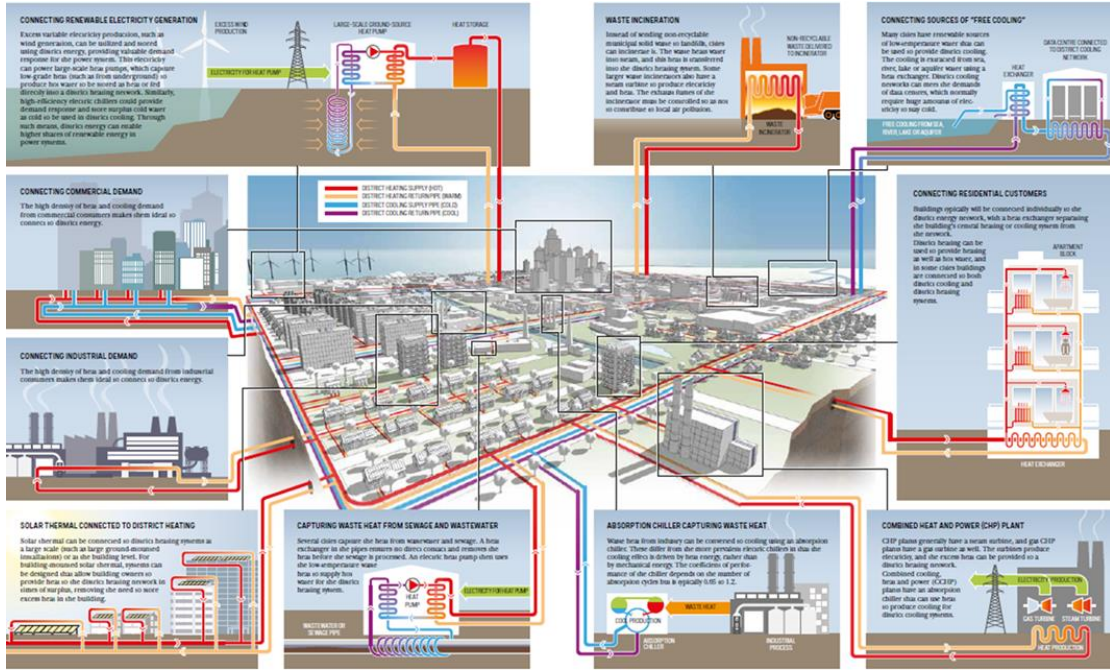 CONNECTING RENEWABLE ELECTRICITY GENERATION
Excess variable electricity production, such as
wind generation, can be utilized and stored
using district energy, providing valuable demand
response for the power system. This electricity
can power large-scale heat pumps, which capture
low-grade heat (such as from underground) to
produce hot water to be stored as heat or fed
directly into a district heating network. Similarly,
high-efficiency electric chillers could provide
demand response and store surplus cold water
as cold to be used in district cooling. Through
such means, district energy can enable
higher shares of renewable energy in
power systems.
EXCESS WIND
PRODUCTION
LARGE-SCALE GROUND-SOURCE
HEAT PUMP
HEAT STORAGE
ELECTRICITY FOR HEAT PUMP
WASTE INCINERATION
Instead of sending non-recyclable
municipal solid waste to landfills, cities
can incinerate it. The waste heats water
into steam, and this heat is transferred
into the district heating system. Some
larger waste incinerators also have a
steam turbine to produce electricity
and heat. The exhaust fumes of the
incinerator must be controlled so as not
to contribute to local air pollution.
NON-RECYCLABLE
WASTE DELIVERED
TO INCINERATOR
WASTE
INCINERATOR
CONNECTING SOURCES OF "FREE COOLING"
Many cities have renewable sources
of low-temperature water that can
be used to provide district cooling.
The cooling is extracted from sea,
river, lake or aquifer water using a
heat exchanger. District cooling
networks can meet the demands
of data centres, which normally
require huge amounts of elec-
tricity to stay cold.
HEAT
EXCHANGER
DATA CENTRE CONNECTED
TO DISTRICT COOLING
NETWORK
FREE COOLING FROM SEA,
RIVER, LAKE OR AQUIFER
CONNECTING COMMERCIAL DEMAND
The high density of heat and cooling demand
from commercial consumers makes them ideal to
connect to district energy.
DISTRICT HEATING SUPPLY (HOT)
DISTRICT HEATING RETURN PIPE (WARM)
DISTRICT COOLING SUPPLY PIPE (COLD)
DISTRICT COOLING RETURN PIPE (COOL)
CONNECTING RESIDENTIAL CUSTOMERS
Buildings typically will be connected individually to the
district energy network, with a heat exchanger separating
the building's central heating or cooling system from
the network.
District heating can be
used to provide heating
as well as hot water, and
in some cities buildings
are connected to both
district cooling and
district heating
systems.
APARTMENT
BLOCK
HEAT EXCHANGER
CONNECTING INDUSTRIAL DEMAND
The high density of heat and cooling demand from industrial
consumers makes them ideal to connect to district energy.
SOLAR THERMAL CONNECTED TO DISTRICT HEATING
Solar thermal can be connected to district heating systems at
a large scale (such as large ground-mounted
installations) or at the building level. For
building-mounted solar thermal, systems can
be designed that allow building owners to
provide heat to the district heating network in
times of surplus, removing the need to store
excess heat in the building.
CAPTURING WASTE HEAT FROM SEWAGE AND WASTEWATER
Several cities capture the heat from wastewater and sewage. A heat
exchanger in the pipes ensures no direct contact and removes the
heat before the sewage is processed. An electric heat pump then uses
the low-temperature waste
heat to supply hot
water for the district
heating system.
HEAT
PUMP
ELECTRICITY FOR HEAT PUMP
WASTEWATER OR
SEWAGE PIPE
ABSORPTION CHILLER CAPTURING WASTE HEAT
Waste heat from industry can be converted to cooling using an absorption
chiller. These differ from the more prevalent electric chillers in that the
cooling effect is driven by heat energy, rather than
by mechanical energy. The coefficient of perfor-
mance of the chiller depends on the number of
absorption cycles but is typically 0.65 to 1.2.
COOL PRODUCTION
WASTE HEAT
ABSORPTION
CHILLER
INDUSTRIAL
PROCESS
COMBINED HEAT AND POWER (CHP) PLANT
CHP plants generally have a steam turbine, and gas CHP
plants have a gas turbine as well. The turbines produce
electricity, and the excess heat can be provided to a
district heating network.
Combined cooling,
heat and power (CCHP)
plants have an absorption
chiller that can use heat
to produce cooling for
district cooling systems.
ELECTRICITY PRODUCTION
GAS TURBINE
STEAM TURBINE
HEAT PRODUCTION